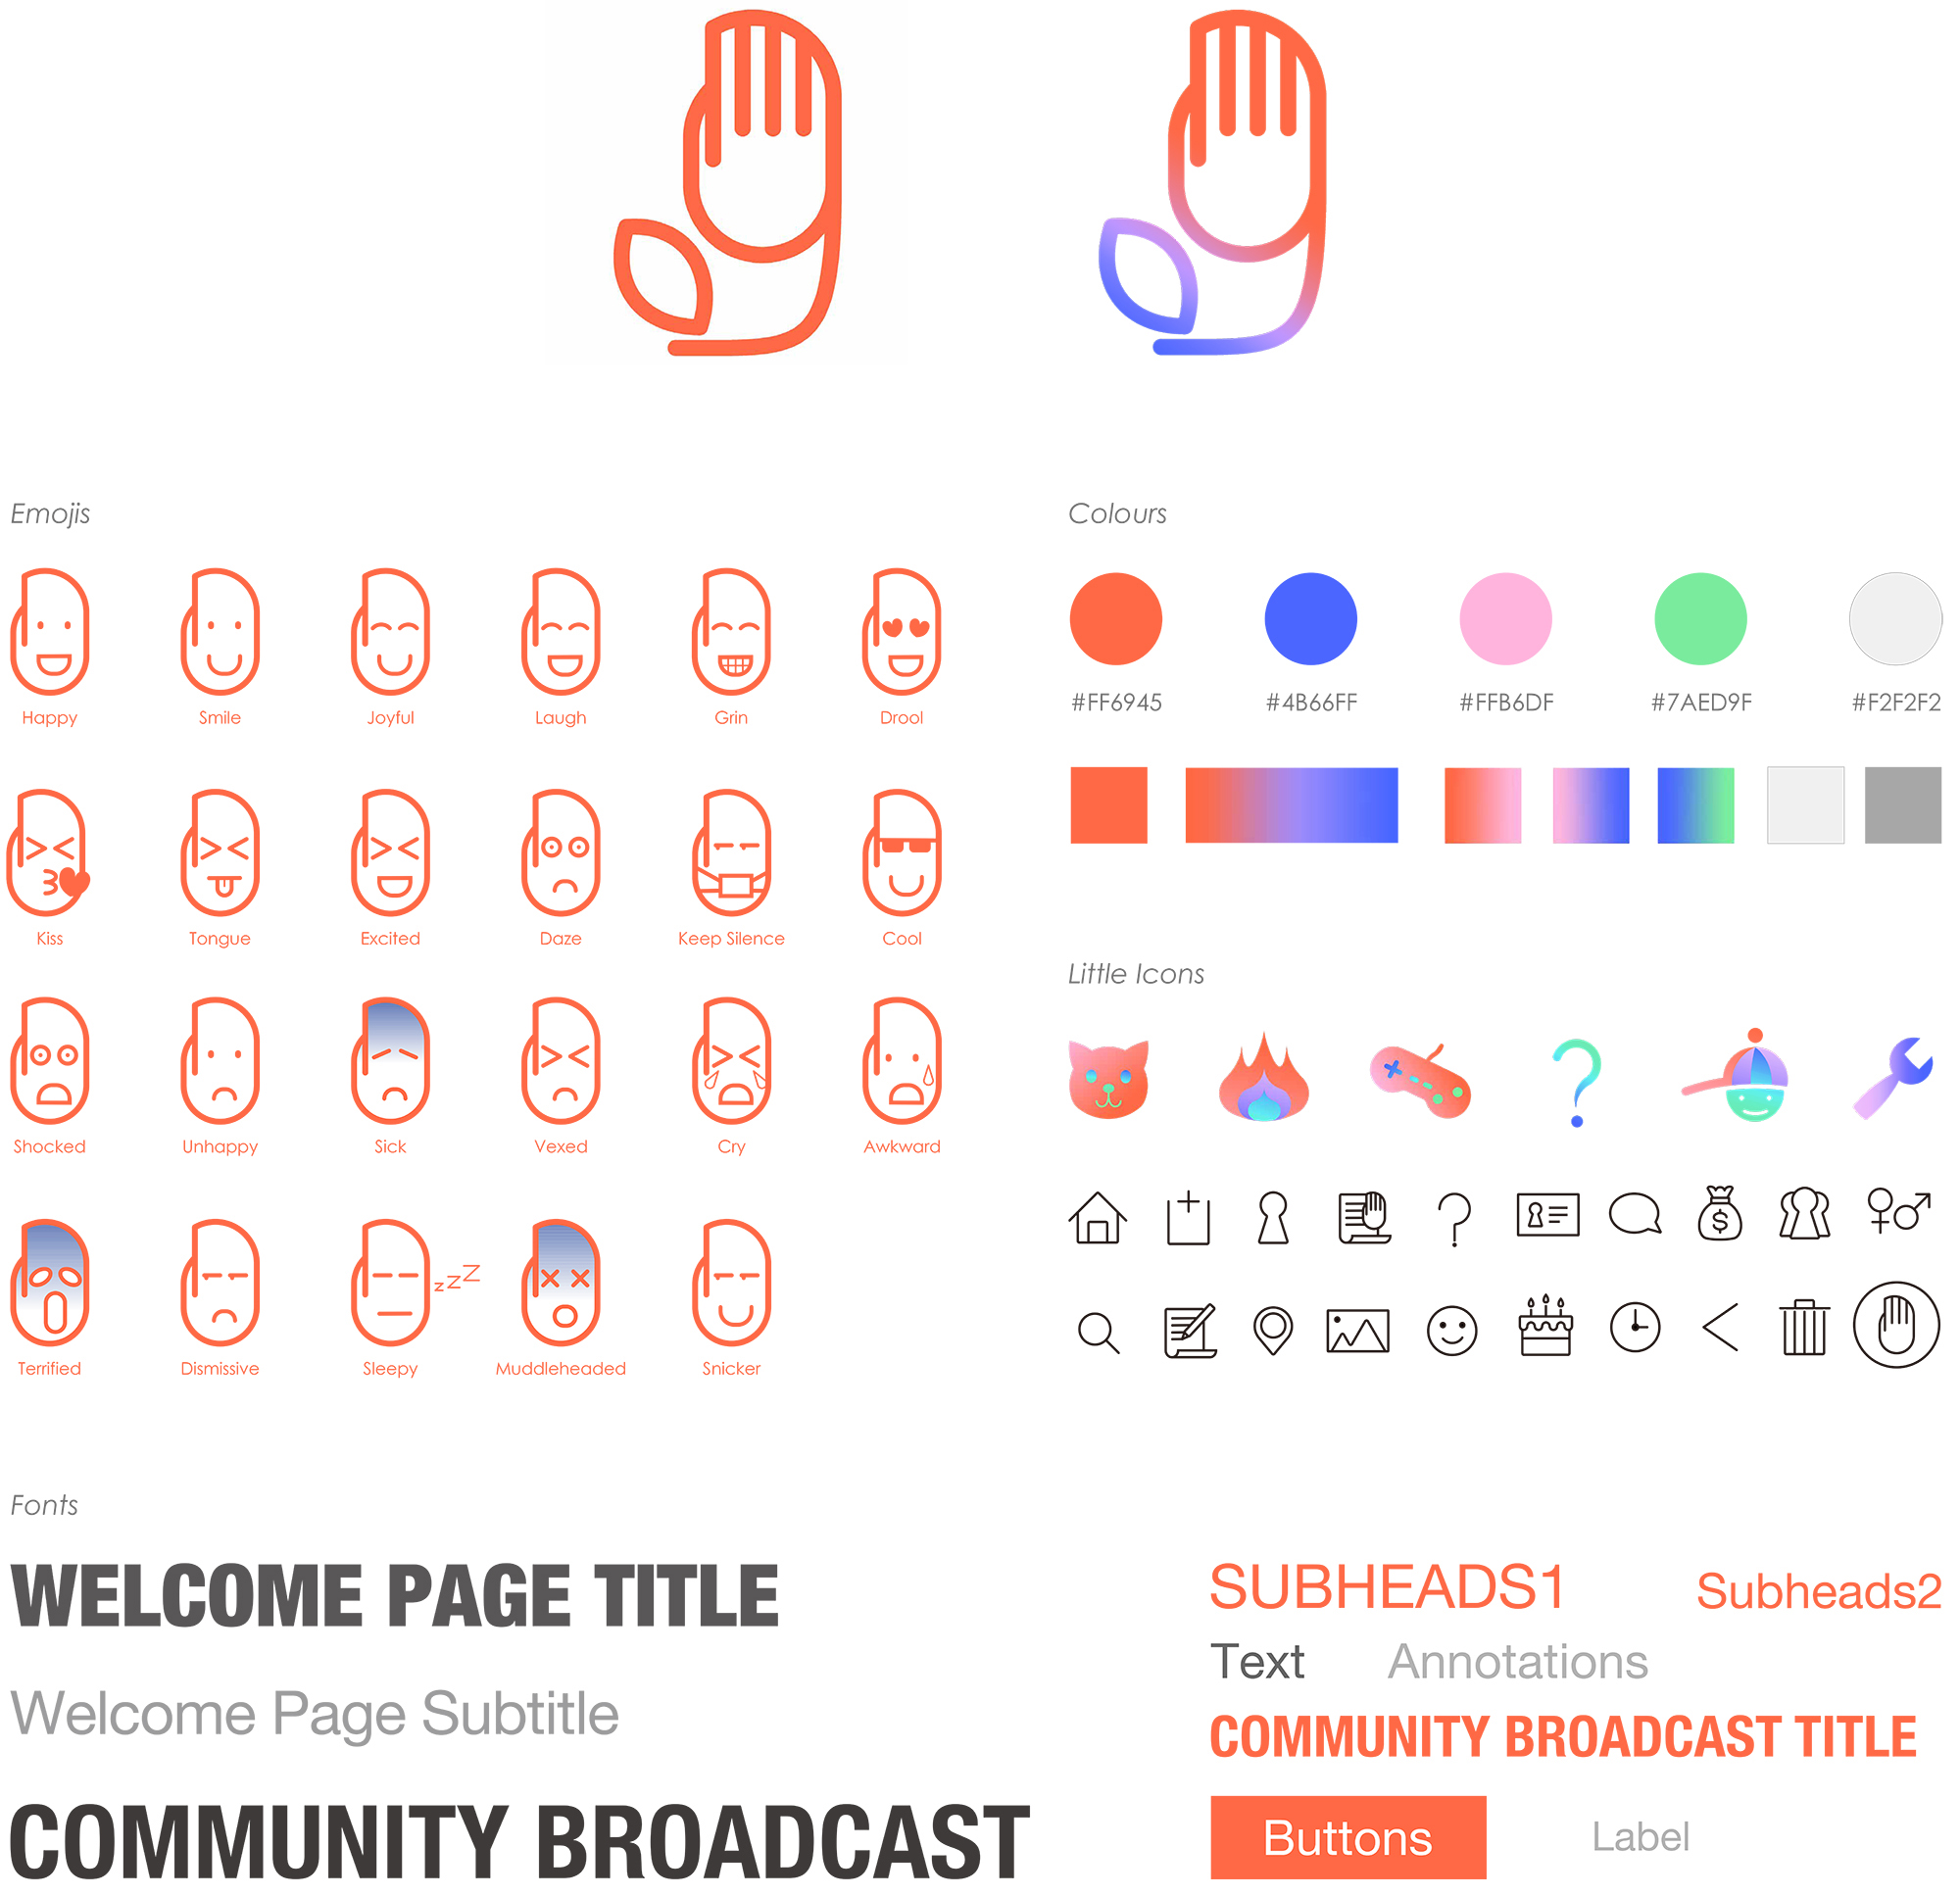 Emojis
Happy
Smile
Joyful
Laugh
Grin
Drool
Kiss
Tongue
Excited
Daze
Keep Silence
Cool
Shocked
Unhappy
Sick
Vexed
Cry
Awkward
zzZ
Terrified
Dismissive
Sleepy
Muddleheaded
Snicker
Colours
#FF6945
#4B66FF
#FFB6DF
#7AED9F
#F2F2F2
Little Icons
?
?
$
Fonts
WELCOME PAGE TITLE
Welcome Page Subtitle
COMMUNITY BROADCAST
SUBHEADS1
Subheads2
Text
Annotations
COMMUNITY BROADCAST TITLE
Buttons
Label